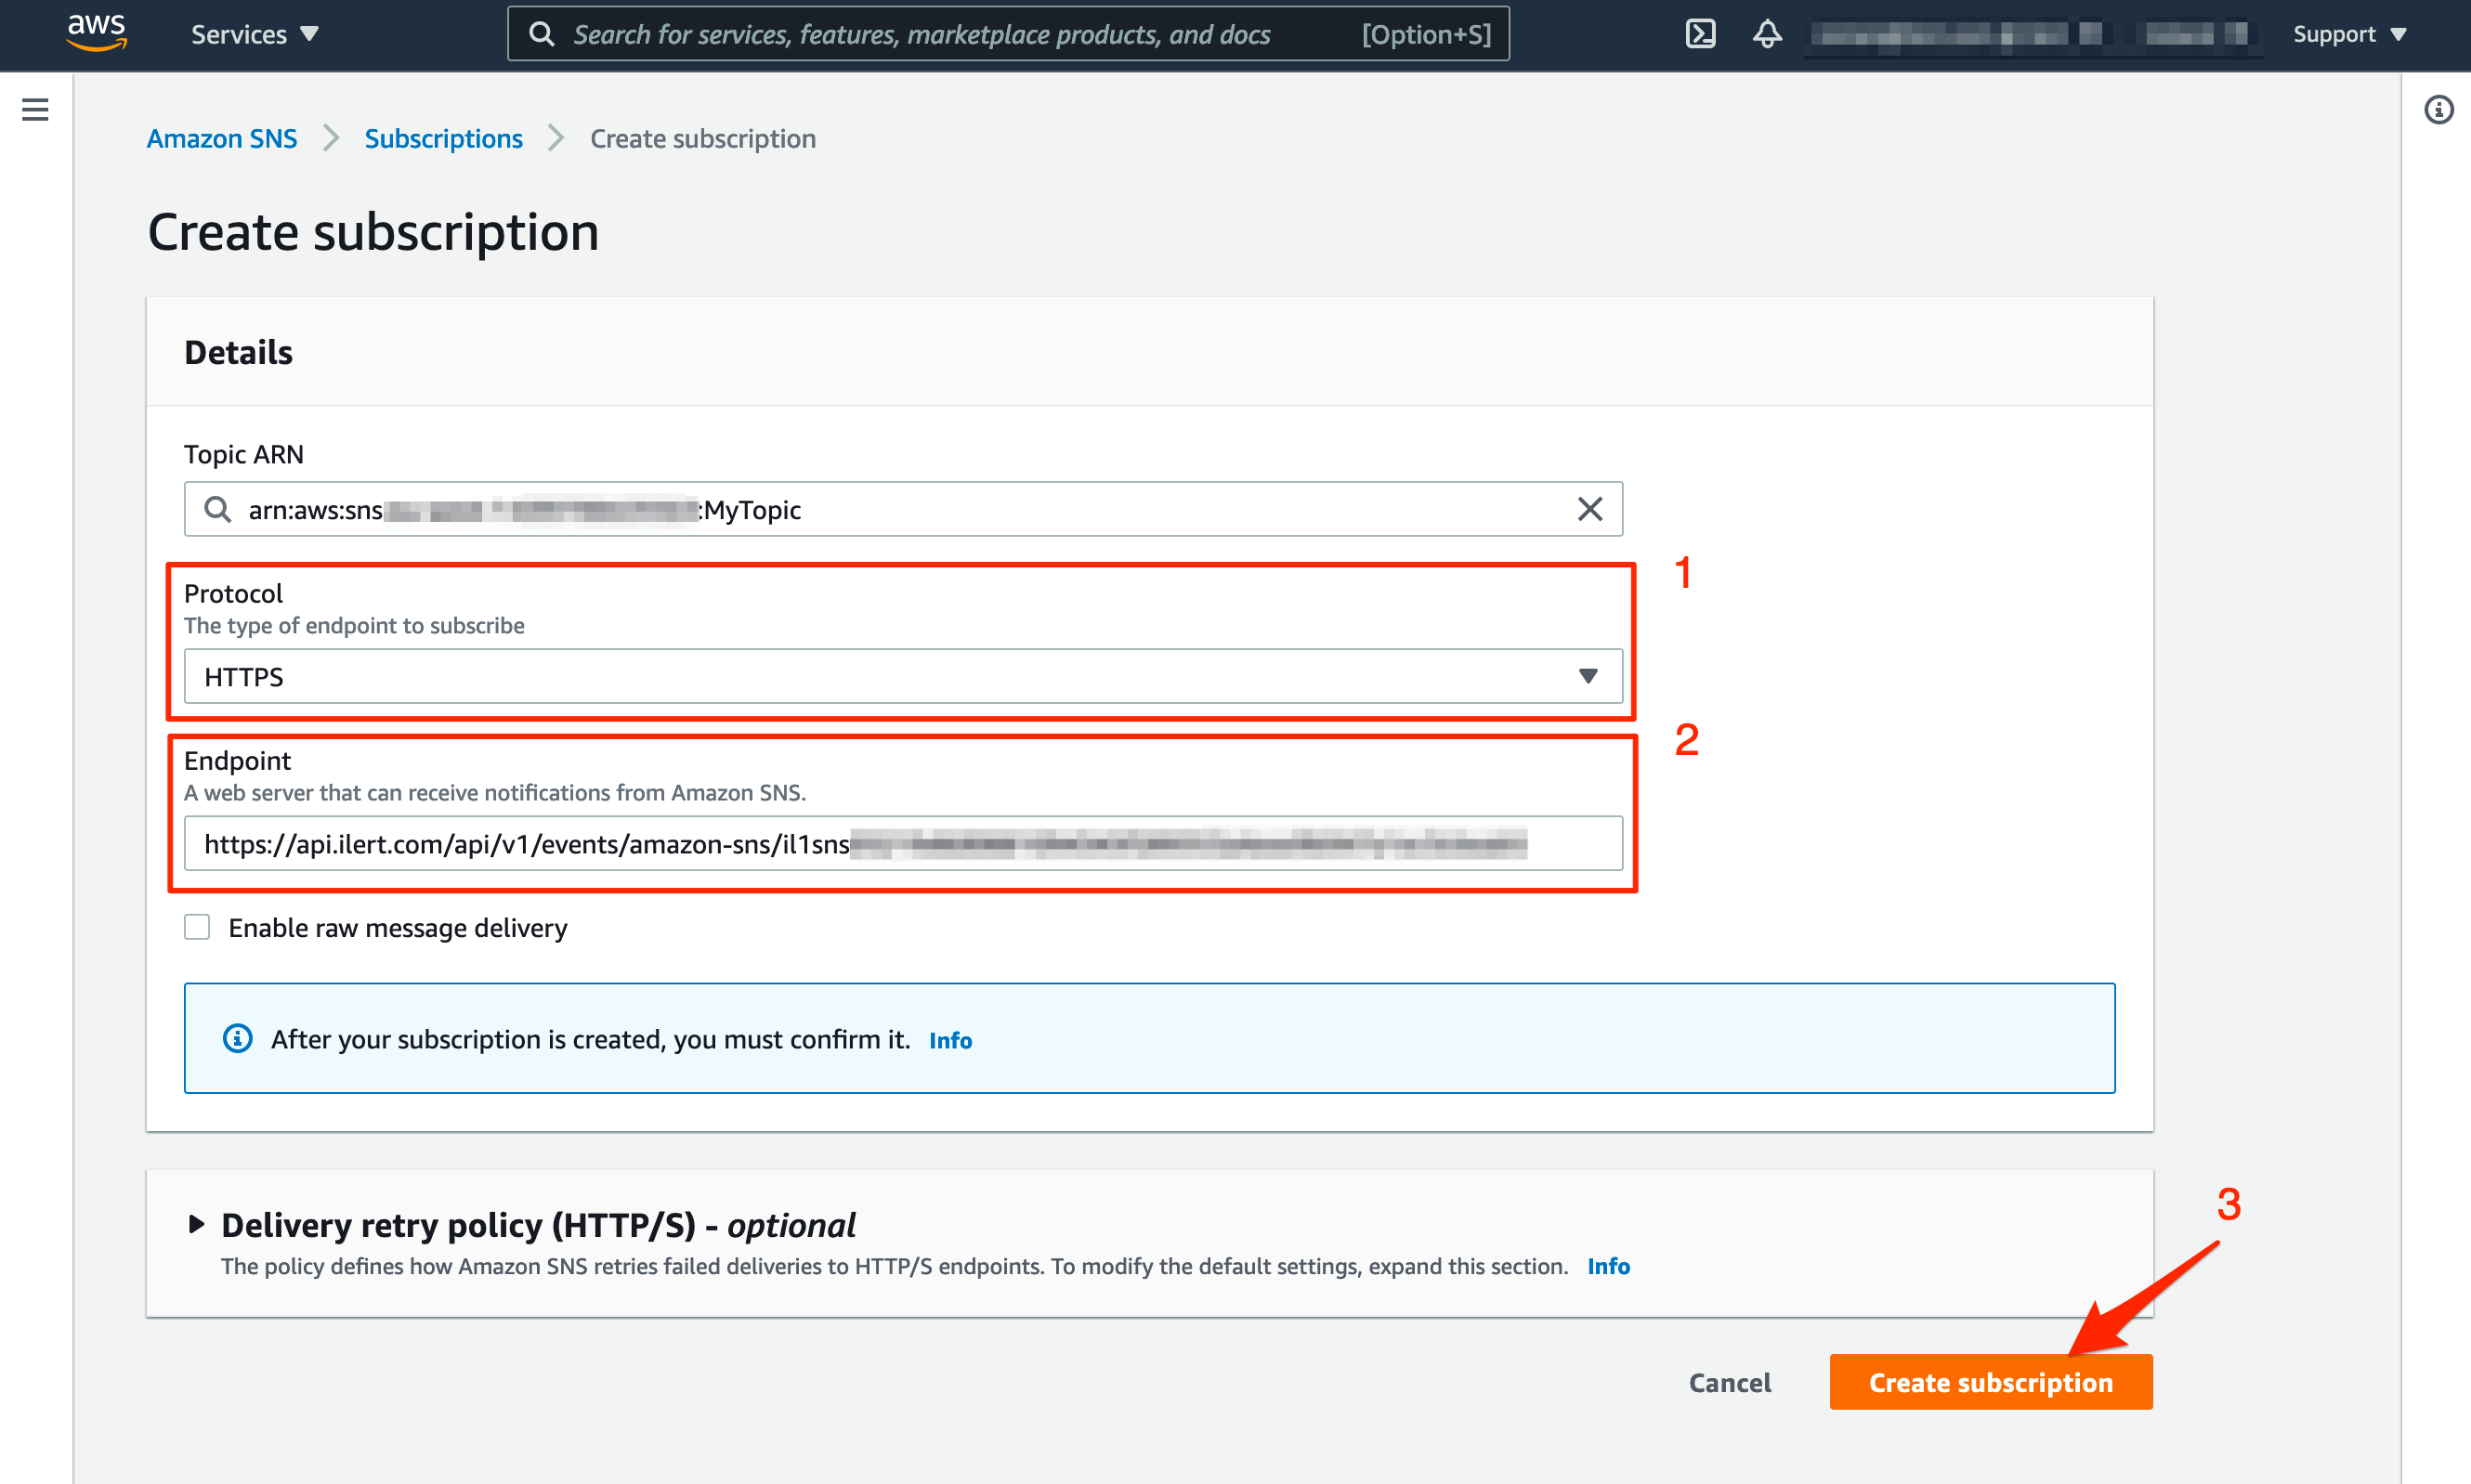 aws Services Search for services, features, marketplace products, and docs [Option+S] Support
Amazon SNS Subscriptions Create subscription
Create subscription
Details
Topic ARN
arn:aws:sns :MyTopic
1
Protocol
The type of endpoint to subscribe
HTTPS
2
Endpoint
A web server that can receive notifications from Amazon SNS.
https://api.ilert.com/api/v1/events/amazon-sns/il1sns
Enable raw message delivery
After your subscription is created, you must confirm it. Info
3
Delivery retry policy (HTTP/S) - optional
The policy defines how Amazon SNS retries failed deliveries to HTTP/S endpoints. To modify the default settings, expand this section. Info
Cancel Create subscription